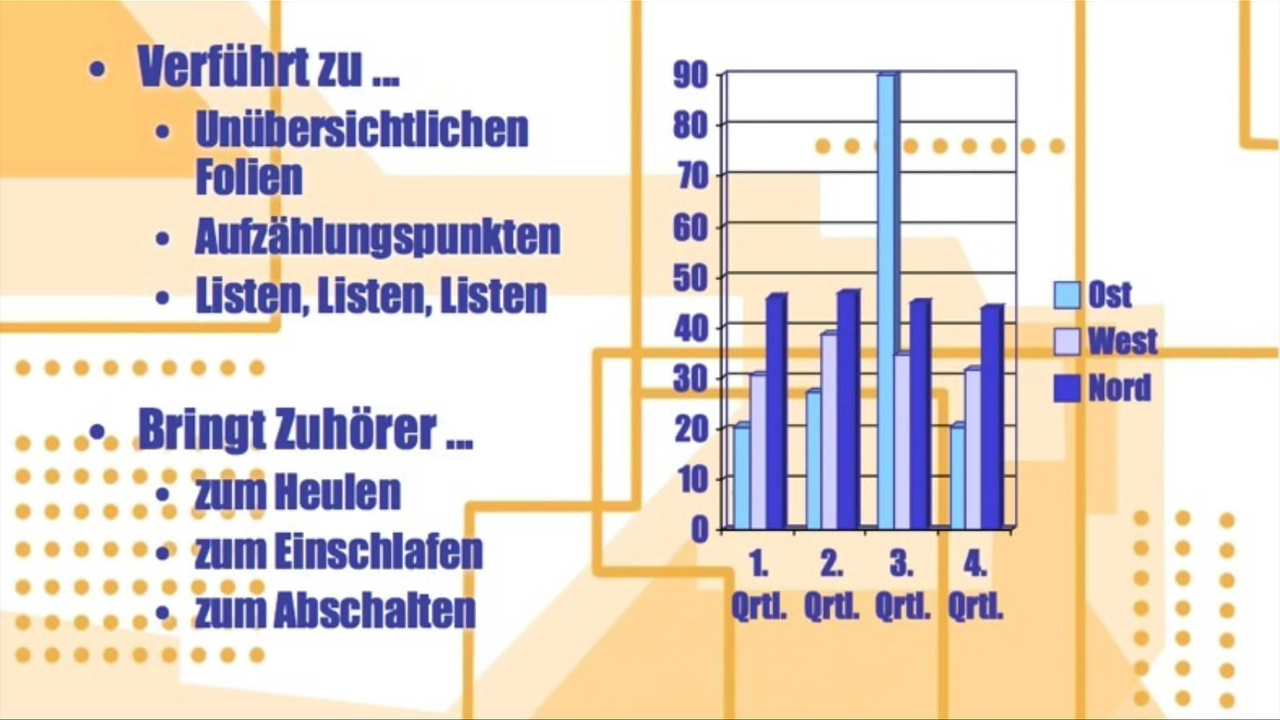 • Verführt zu ...
• Unübersichtlichen
Folien
• Aufzählungspunkten
• Listen, Listen, Listen
• Bringt Zuhörer ...
• zum Heulen
• zum Einschlafen
• zum Abschalten
90
80
70
60
50
40
30
20
10
0
1. 2. 3. 4.
Qrtl. Qrtl. Qrtl. Qrtl.
Ost
West
Nord